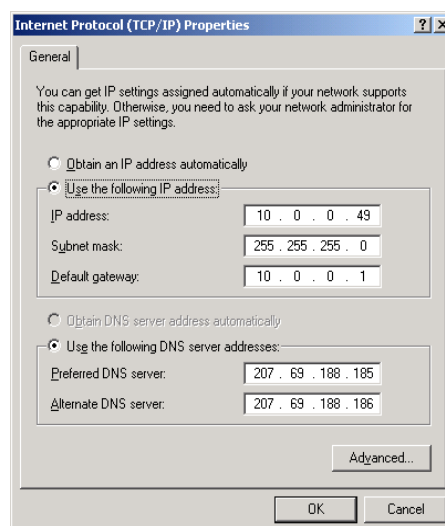 Internet Protocol (TCP/IP) Properties
General
You can get IP settings assigned automatically if your network supports
this capability. Otherwise, you need to ask your network administrator for
the appropriate IP settings.
Obtain an IP address automatically
Use the following IP address:
IP address: 10 . 0 . 0 . 49
Subnet mask: 255 . 255 . 255 . 0
Default gateway: 10 . 0 . 0 . 1
Obtain DNS server address automatically
Use the following DNS server addresses:
Preferred DNS server: 207 . 69 . 188 . 185
Alternate DNS server: 207 . 69 . 188 . 186
Advanced...
OK Cancel